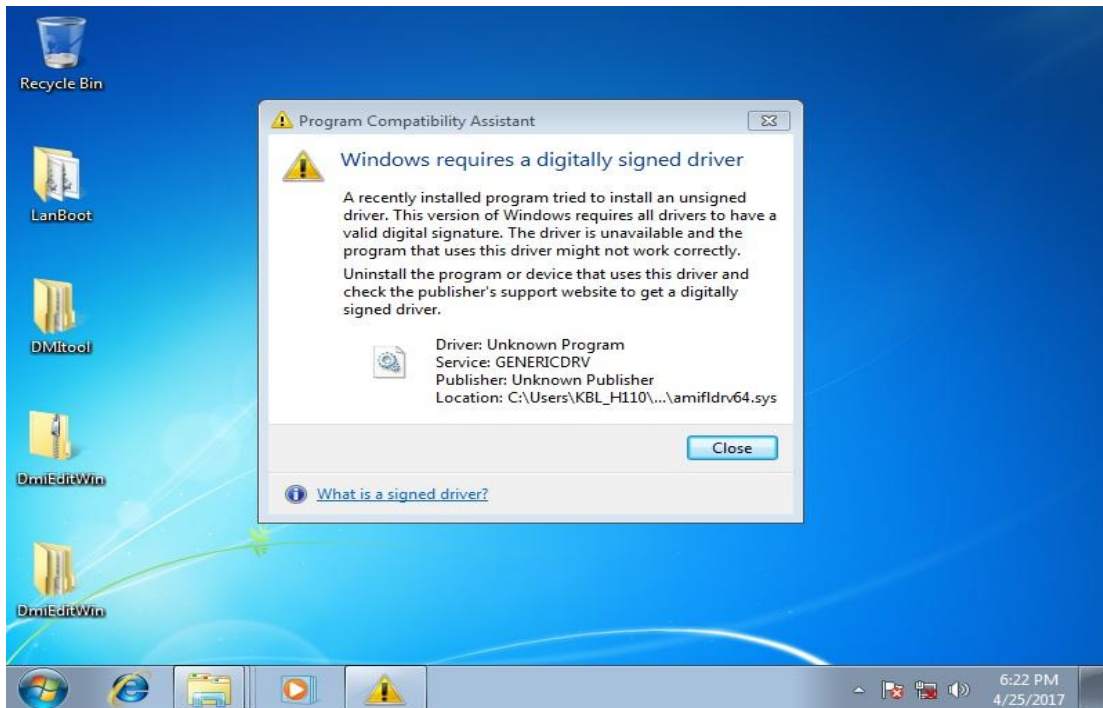 Recycle Bin
LanBoot
DMItool
DmiEditWin
DmiEditWin
Program Compatibility Assistant
Windows requires a digitally signed driver
A recently installed program tried to install an unsigned
driver. This version of Windows requires all drivers to have a
valid digital signature. The driver is unavailable and the
program that uses this driver might not work correctly.
Uninstall the program or device that uses this driver and
check the publisher's support website to get a digitally
signed driver.
Driver: Unknown Program
Service: GENERICDRV
Publisher: Unknown Publisher
Location: C:\Users\KBL_H110\...\amifldrv64.sys
Close
What is a signed driver?
6:22 PM
4/25/2017